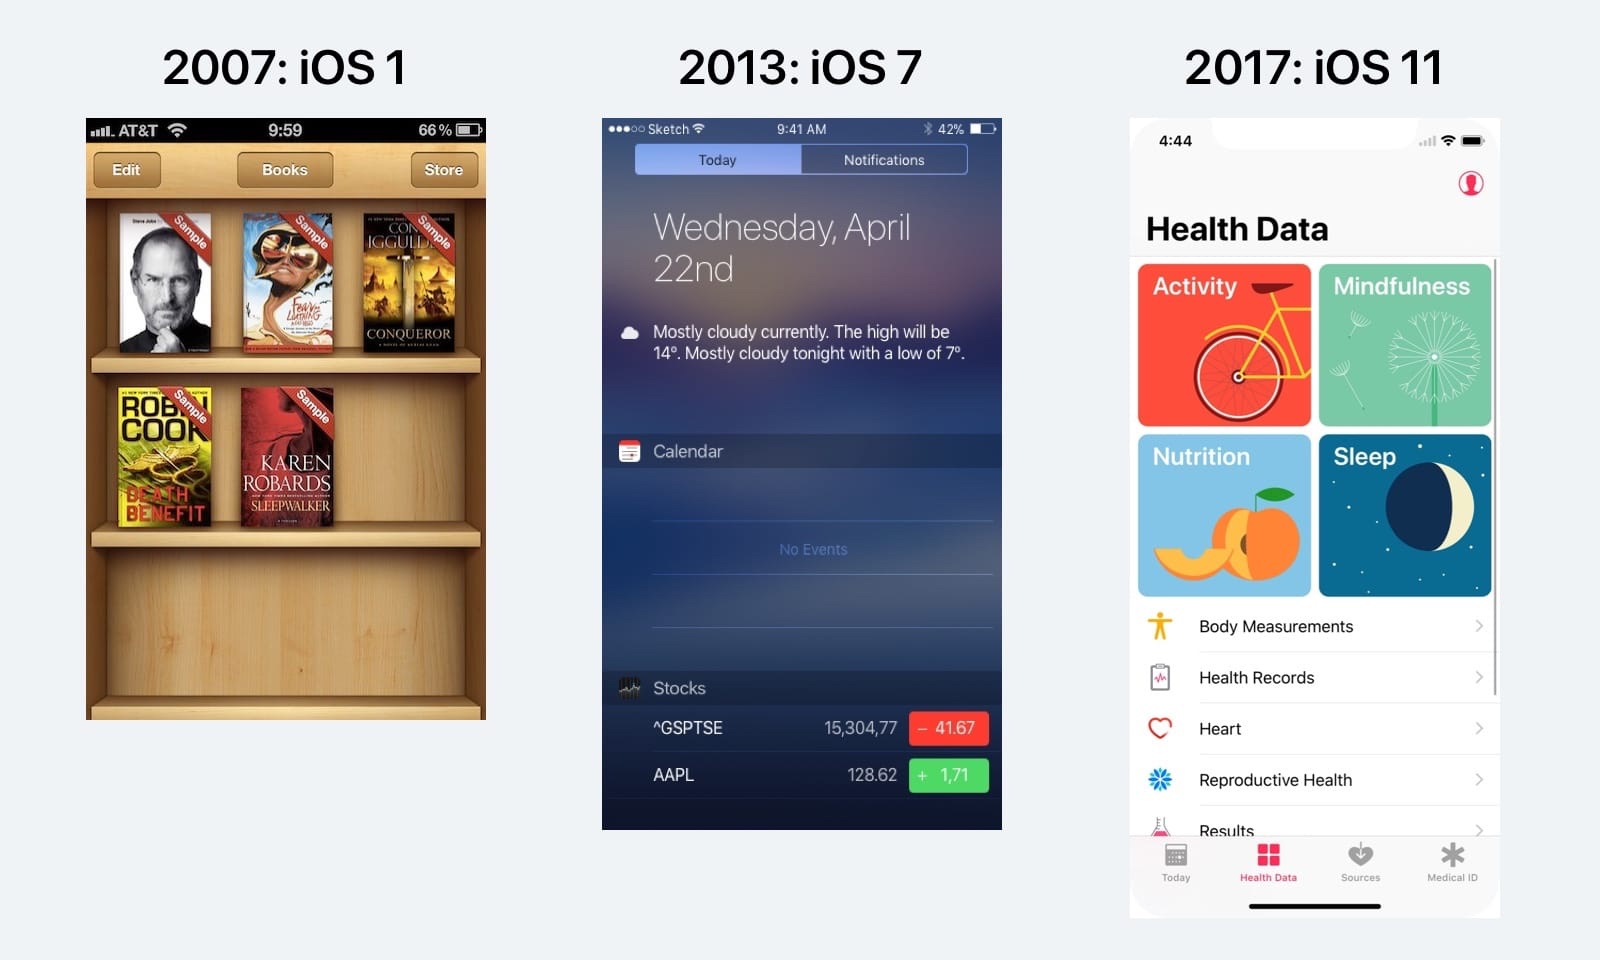 2007: iOS 1
AT&T 9:59 66%
Edit Books Store
Steve Jobs
Sample
Sample
Fear and
Sample
CON
IGGULD
CONQUEROR
ROBIN
COOK
Sample
DEATH
BENEFIT
Sample
KAREN
ROBARDS
SLEEPWALKER
2013: iOS 7
Sketch 9:41 AM 42%
Today Notifications
Wednesday, April
22nd
Mostly cloudy currently. The high will be
14º. Mostly cloudy tonight with a low of 7º.
Calendar
No Events
Stocks
^GSPTSE 15,304,77 – 41.67
AAPL 128.62 + 1,71
2017: iOS 11
4:44
Health Data
Activity Mindfulness
Nutrition Sleep
Body Measurements
Health Records
Heart
Reproductive Health
Results
Today Health Data Sources Medical ID